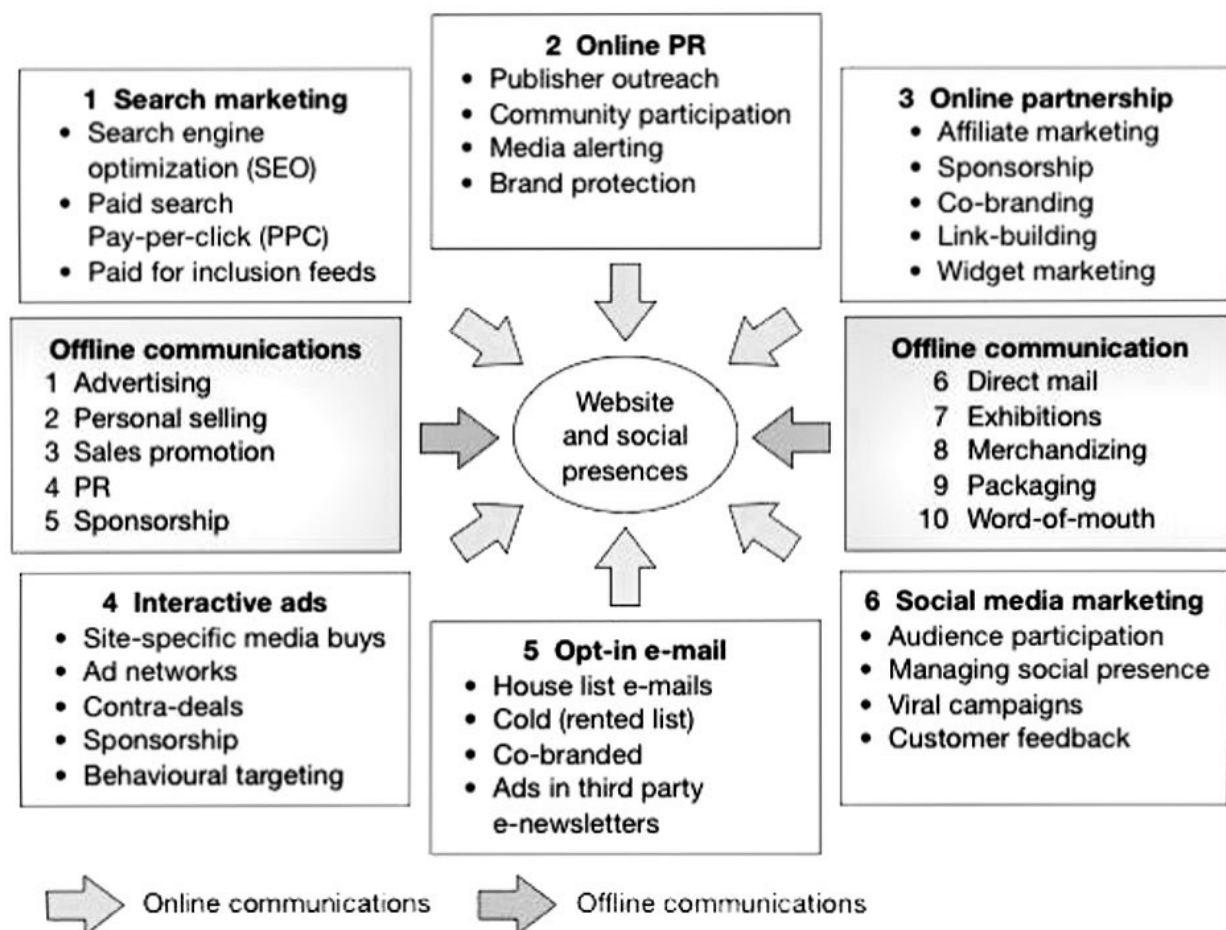 1 Search marketing
• Search engine
optimization (SEO)
• Paid search
Pay-per-click (PPC)
• Paid for inclusion feeds
2 Online PR
• Publisher outreach
• Community participation
• Media alerting
• Brand protection
3 Online partnership
• Affiliate marketing
• Sponsorship
• Co-branding
• Link-building
• Widget marketing
Offline communications
1 Advertising
2 Personal selling
3 Sales promotion
4 PR
5 Sponsorship
Website
and social
presences
Offline communication
6 Direct mail
7 Exhibitions
8 Merchandizing
9 Packaging
10 Word-of-mouth
4 Interactive ads
• Site-specific media buys
• Ad networks
• Contra-deals
• Sponsorship
• Behavioural targeting
5 Opt-in e-mail
• House list e-mails
• Cold (rented list)
• Co-branded
• Ads in third party
e-newsletters
6 Social media marketing
• Audience participation
• Managing social presence
• Viral campaigns
• Customer feedback
Online communications
Offline communications